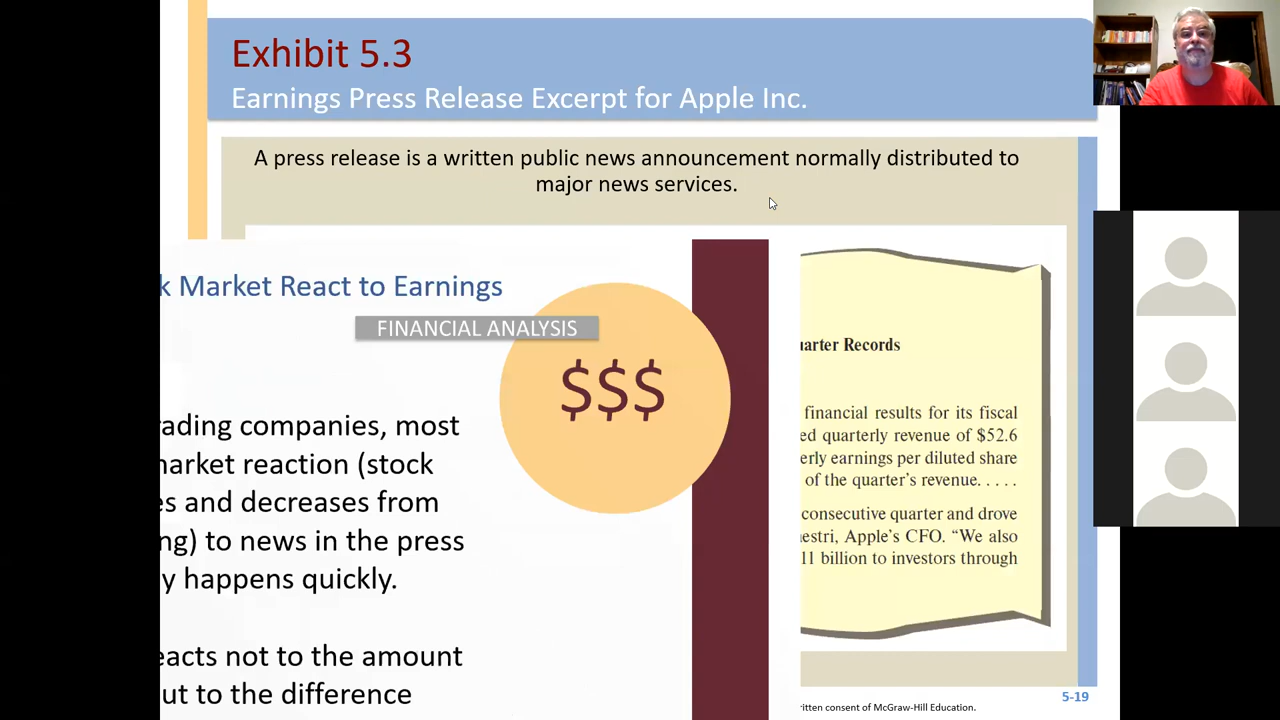 Exhibit 5.3
Earnings Press Release Excerpt for Apple Inc.
A press release is a written public news announcement normally distributed to
major news services.
k Market React to Earnings
FINANCIAL ANALYSIS
$$$
rading companies, most
market reaction (stock
es and decreases from
ng) to news in the press
y happens quickly.
eacts not to the amount
ut to the difference
uarter Records
financial results for its fiscal
ed quarterly revenue of $52.6
erly earnings per diluted share
of the quarter's revenue. . . . .
consecutive quarter and drove
estri, Apple's CFO. “We also
11 billion to investors through
5-19
ritten consent of McGraw-Hill Education.